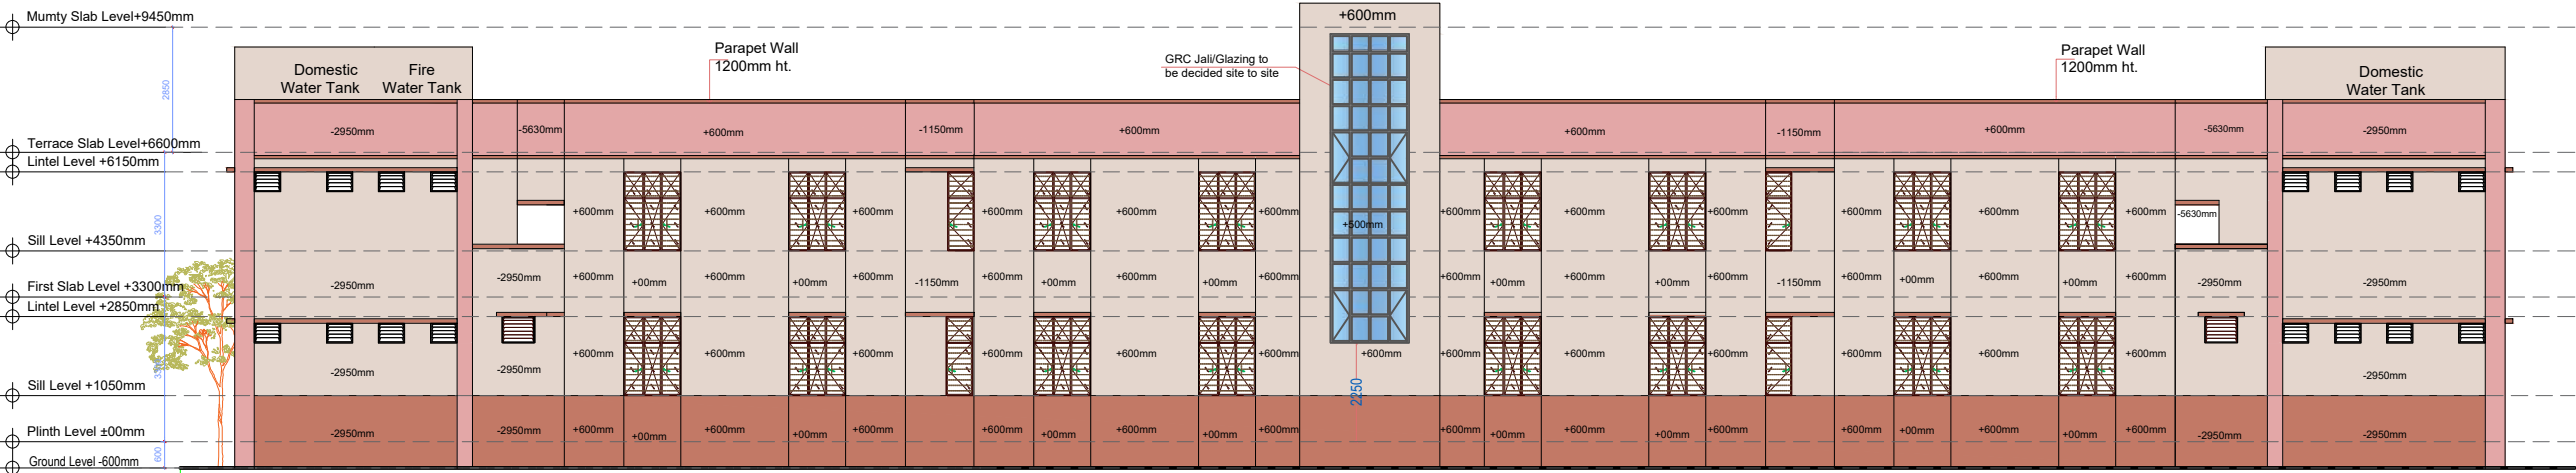 Mumty Slab Level+9450mm
+600mm
Parapet Wall
1200mm ht.
GRC Jali/Glazing to
be decided site to site
Parapet Wall
1200mm ht.
Domestic
Water Tank
Fire
Water Tank
Domestic
Water Tank
2850
-2950mm
-5630mm
+600mm
-1150mm
+600mm
+600mm
-1150mm
+600mm
-5630mm
-2950mm
Terrace Slab Level+6600mm
Lintel Level +6150mm
3300
+600mm
+600mm
+600mm
+600mm
+600mm
+600mm
+500mm
+600mm
+600mm
+600mm
+600mm
+600mm
+600mm
-5630mm
Sill Level +4350mm
-2950mm
-2950mm
+600mm
+00mm
+600mm
+00mm
+600mm
-1150mm
+600mm
+00mm
+600mm
+00mm
+600mm
+600mm
+00mm
+600mm
+00mm
+600mm
-1150mm
+600mm
+00mm
+600mm
+00mm
+600mm
-2950mm
-2950mm
First Slab Level +3300mm
Lintel Level +2850mm
-2950mm
-2950mm
+600mm
+600mm
+600mm
+600mm
+600mm
+600mm
+600mm
+600mm
+600mm
+600mm
+600mm
+600mm
+600mm
-2950mm
Sill Level +1050mm
2250
-2950mm
-2950mm
+600mm
+00mm
+600mm
+00mm
+600mm
+600mm
+00mm
+600mm
+00mm
+600mm
+600mm
+00mm
+600mm
+00mm
+600mm
+600mm
+00mm
+600mm
+00mm
+600mm
-2950mm
-2950mm
Plinth Level ±00mm
600
Ground Level -600mm